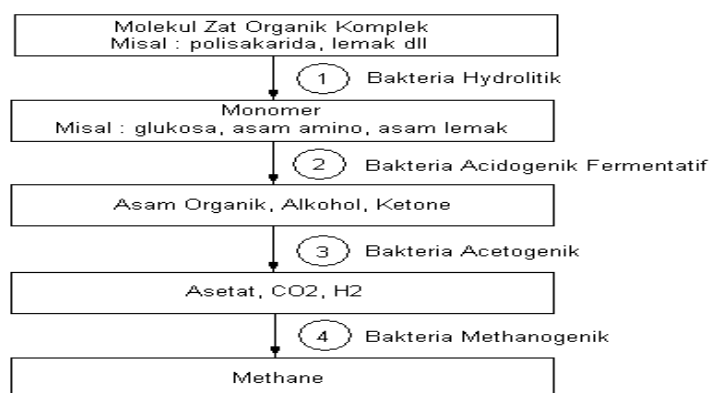 Molekul Zat Organik Komplek
Misal : polisakarida, lemak dll
1 Bakteria Hydrolitik
Monomer
Misal : glukosa, asam amino, asam lemak
2 Bakteria Acidogenik Fermentatif
Asam Organik, Alkohol, Ketone
3 Bakteria Acetogenik
Asetat, CO2, H2
4 Bakteria Methanogenik
Methane